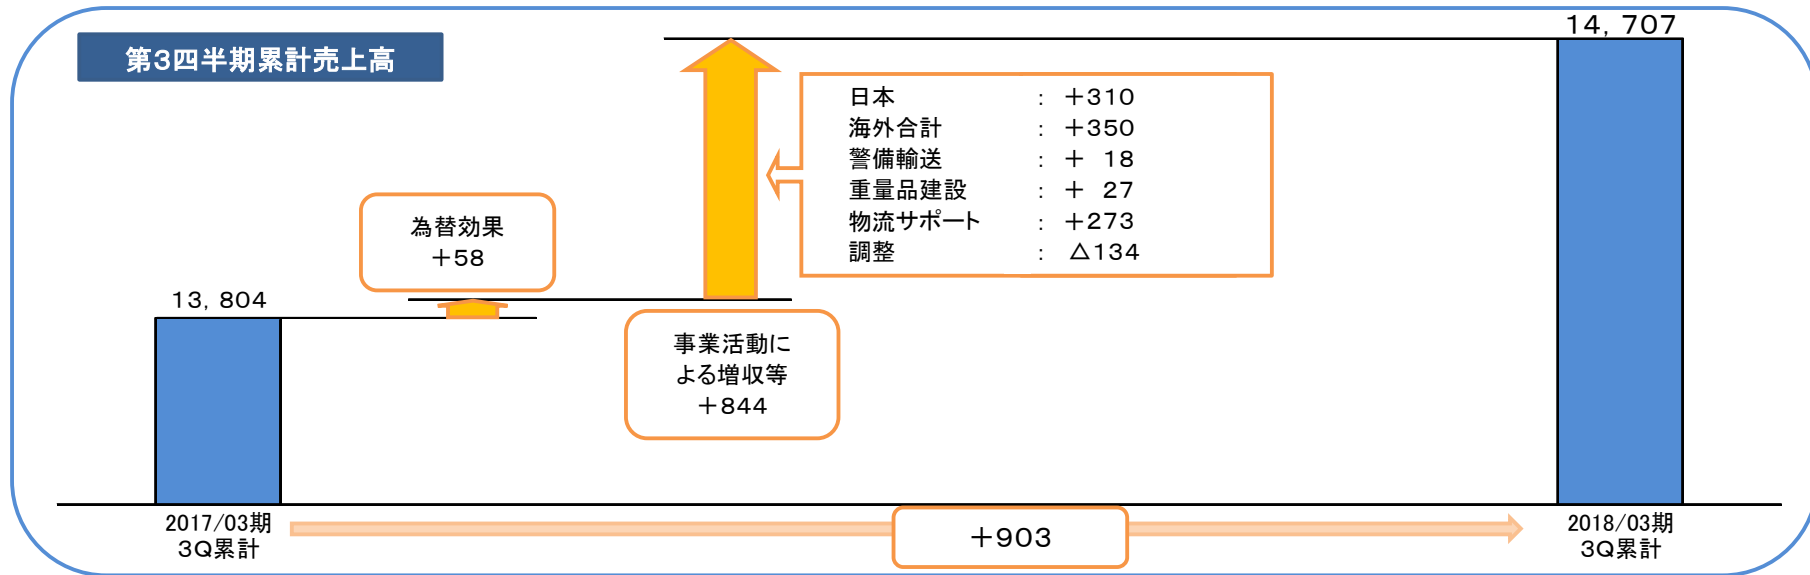 第3四半期累計売上高
14,707
日本 : +310
海外合計 : +350
警備輸送 : + 18
重量品建設 : + 27
物流サポート : +273
調整 : △134
為替効果
+58
13,804
事業活動に
よる増収等
+844
2017/03期
3Q累計
+903
2018/03期
3Q累計